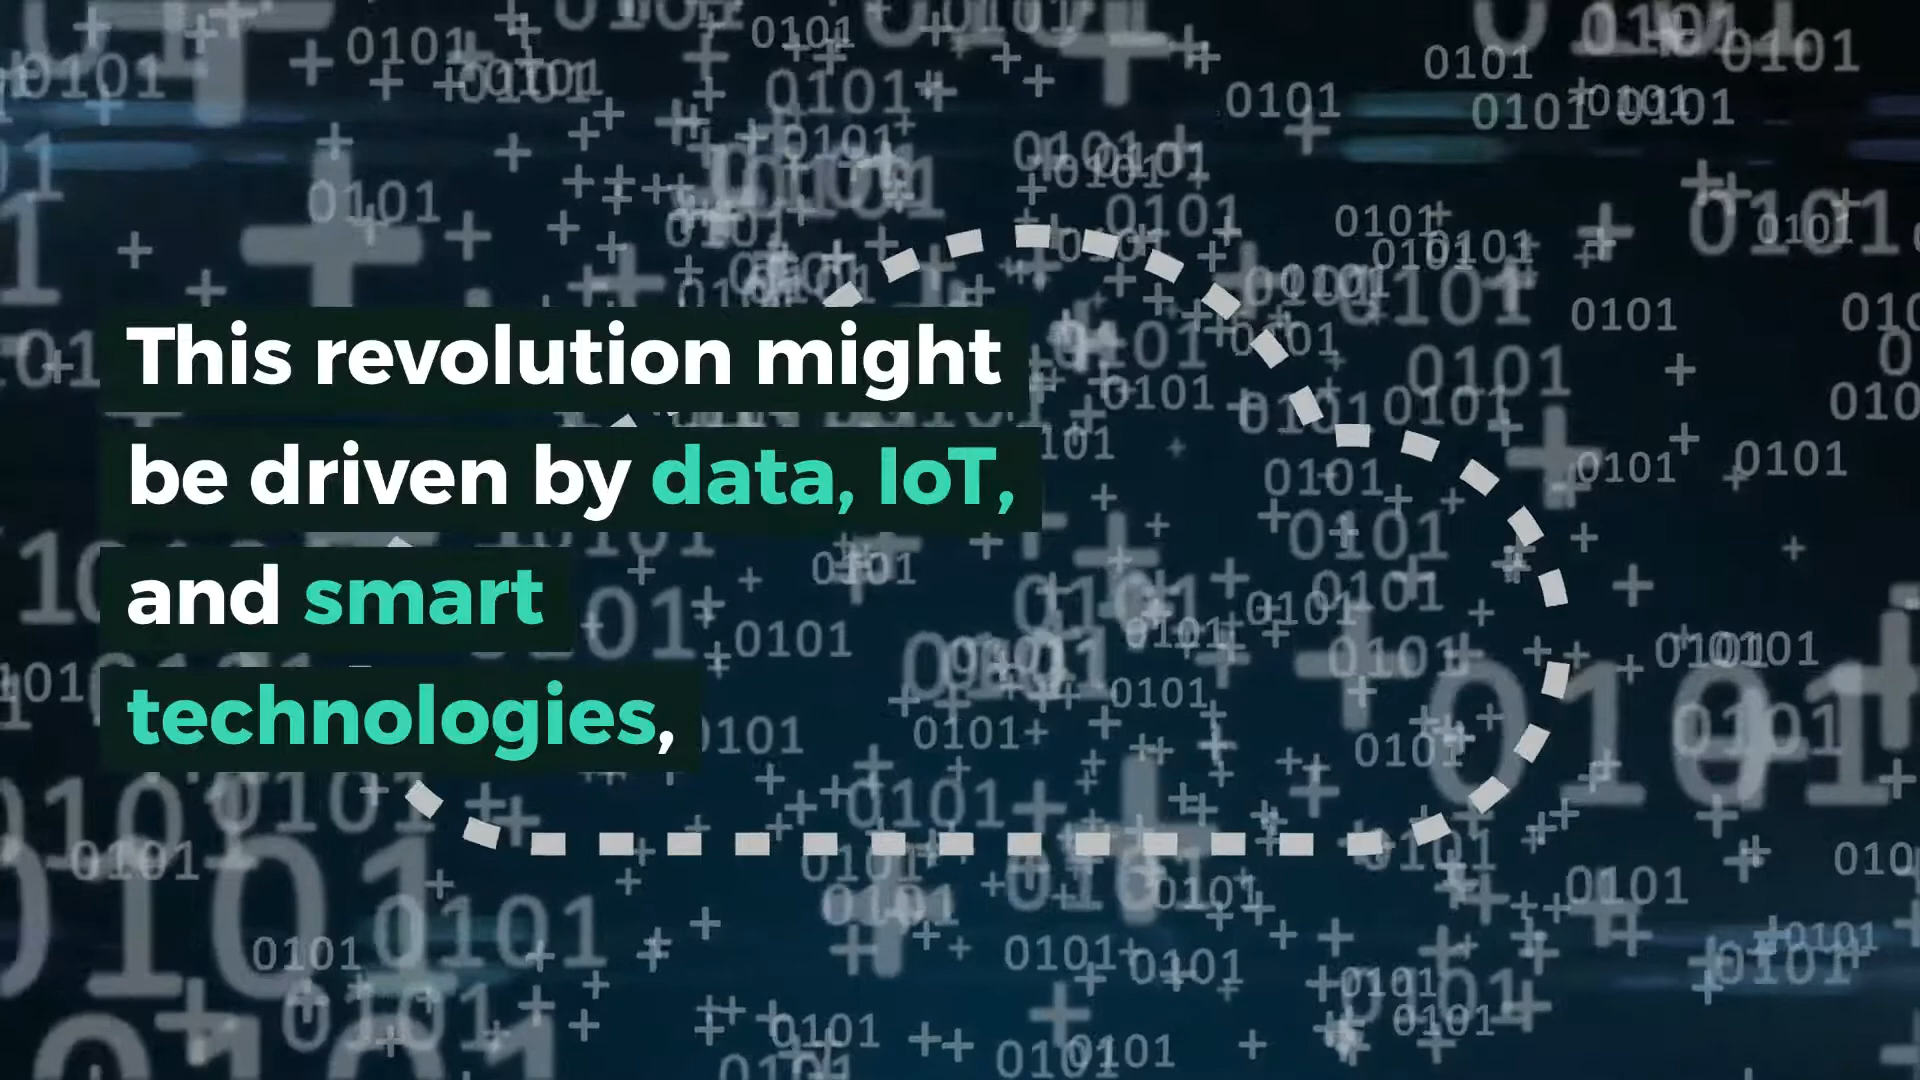 This revolution might
be driven by data, IoT,
and smart
technologies,